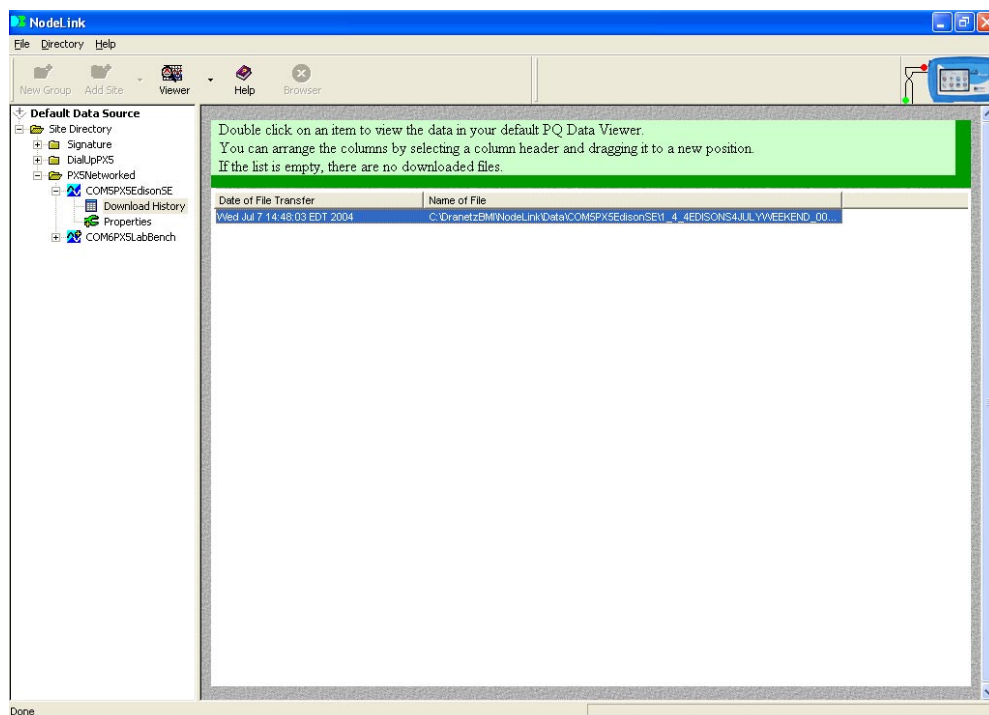 NodeLink
File Directory Help
New Group Add Site Viewer Help Browser
Default Data Source
Site Directory
Signature
DialUpPX5
PX5Networked
COM5PX5EdisonSE
Download History
Properties
COM6PX5LabBench
Double click on an item to view the data in your default PQ Data Viewer.
You can arrange the columns by selecting a column header and dragging it to a new position.
If the list is empty, there are no downloaded files.
Date of File Transfer Name of File
Wed Jul 7 14:48:03 EDT 2004 C:\DranetzBMI\NodeLink\Data\COM5PX5EdisonSE\1_4_4EDISONS4JULYWEEKEND_00...
Done